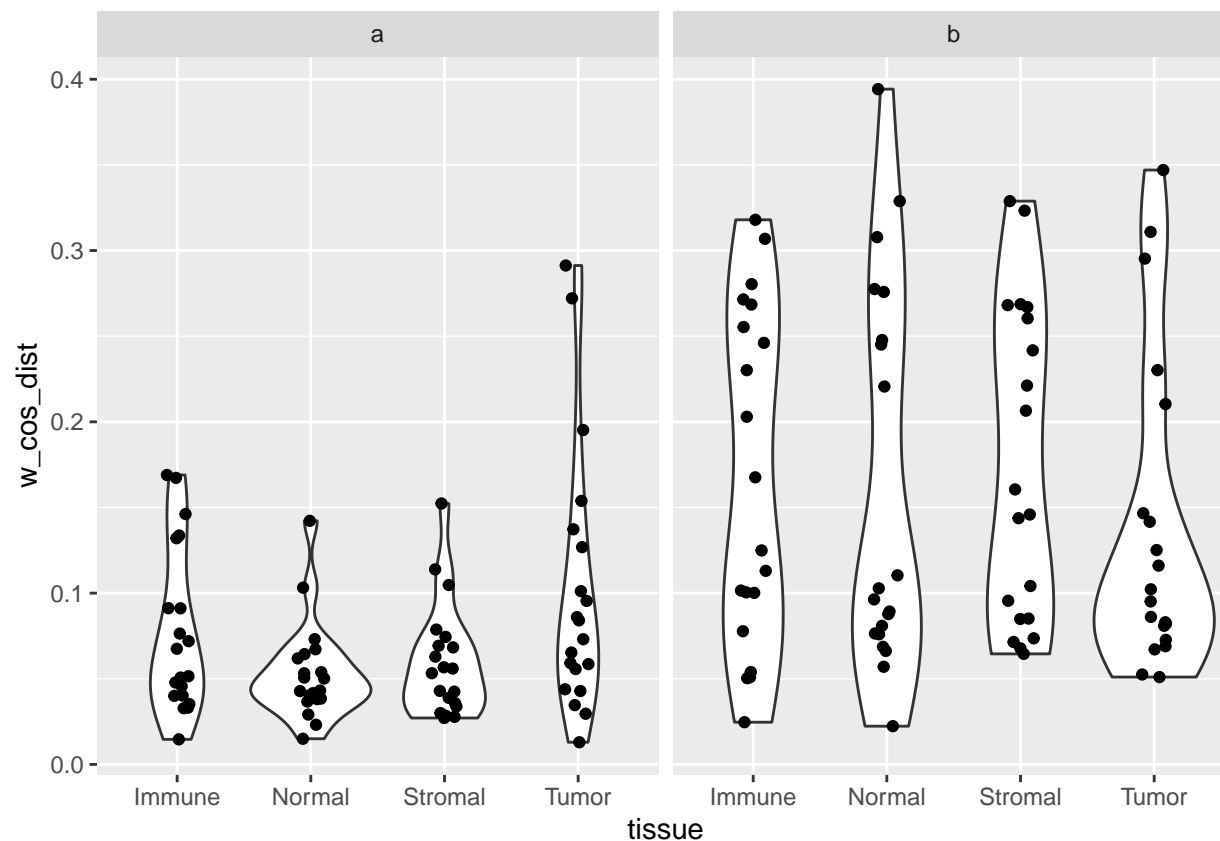 a
b
w_cos_dist
0.4
0.3
0.2
0.1
0.0
Immune Normal Stromal Tumor
Immune Normal Stromal Tumor
tissue